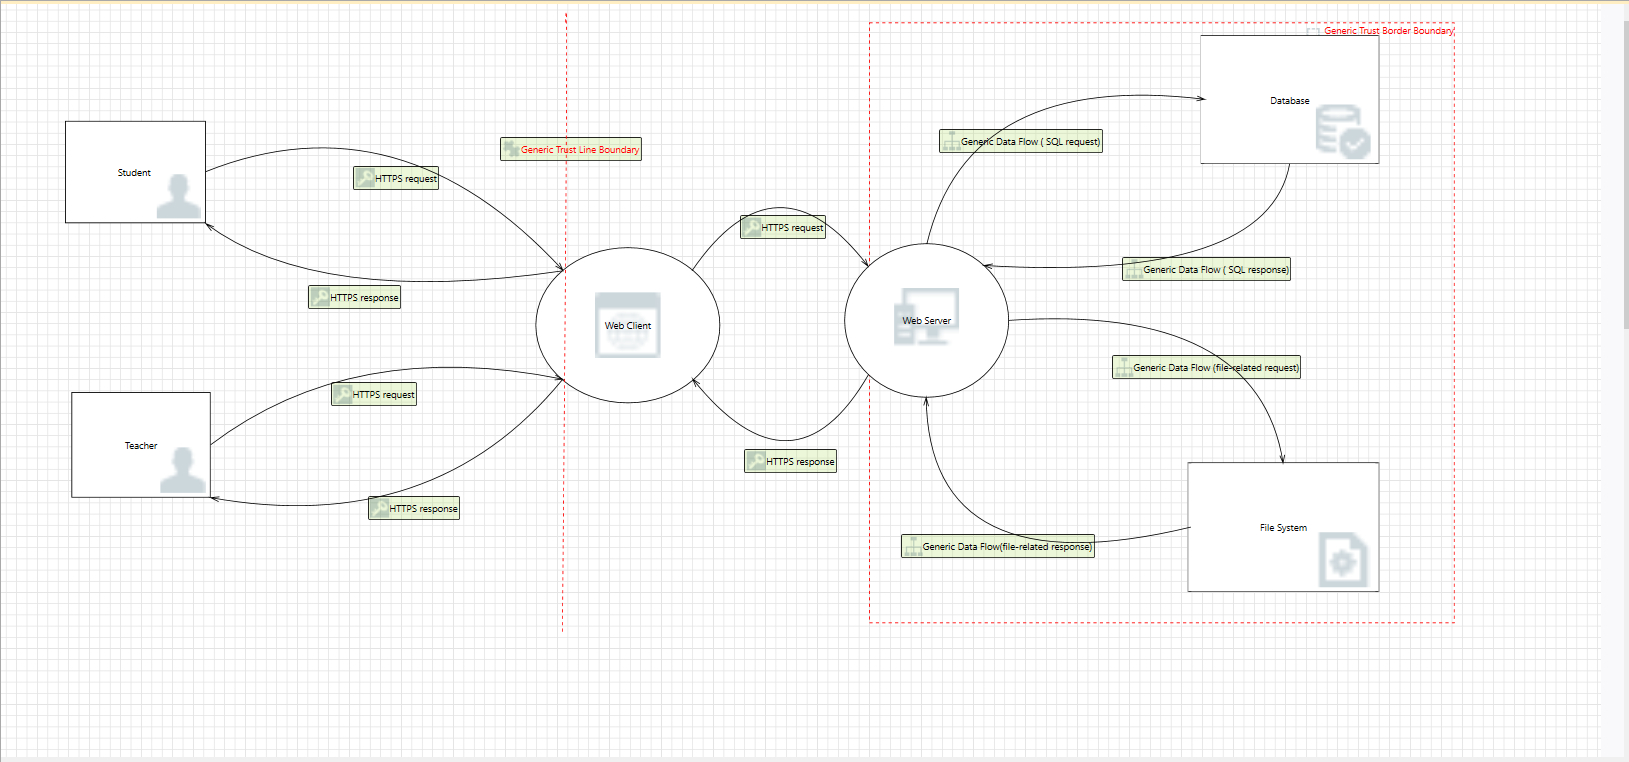 Generic Trust Border Boundary
Database
Generic Data Flow ( SQL request)
Generic Trust Line Boundary
Student
HTTPS request
HTTPS request
Generic Data Flow ( SQL response)
HTTPS response
Web Client
Web Server
Generic Data Flow (file-related request)
HTTPS request
Teacher
HTTPS response
HTTPS response
File System
Generic Data Flow(file-related response)